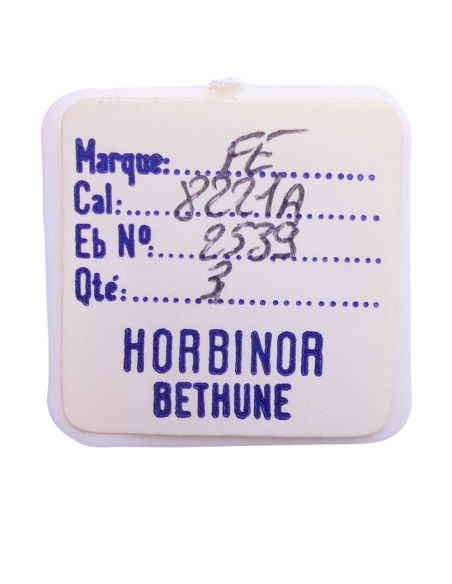 Marque: FE
Cal: 8221A
Eb Nº: 2539
Qté: 3
HORBINOR
BETHUNE